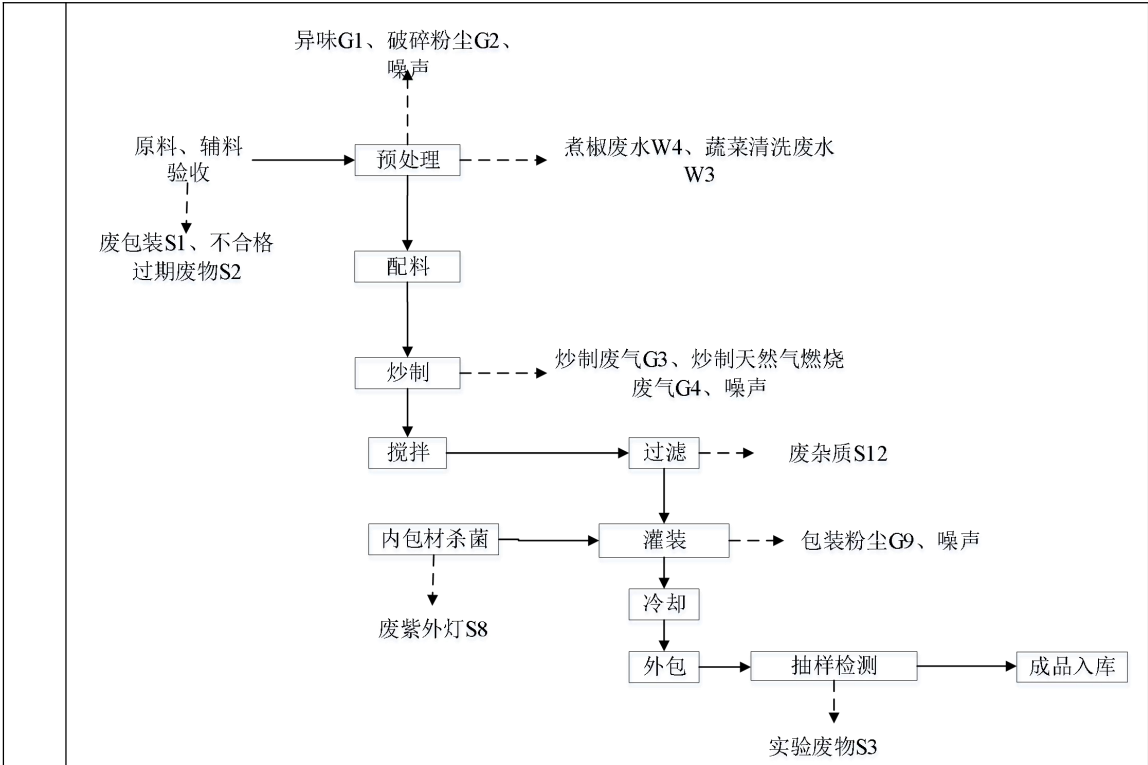 异味G1、破碎粉尘G2、
噪声
原料、辅料
验收
预处理
煮椒废水W4、蔬菜清洗废水
W3
废包装S1、不合格
过期废物S2
配料
炒制
炒制废气G3、炒制天然气燃烧
废气G4、噪声
搅拌
过滤
废杂质S12
内包材杀菌
灌装
包装粉尘G9、噪声
废紫外灯S8
冷却
外包
抽样检测
成品入库
实验废物S3